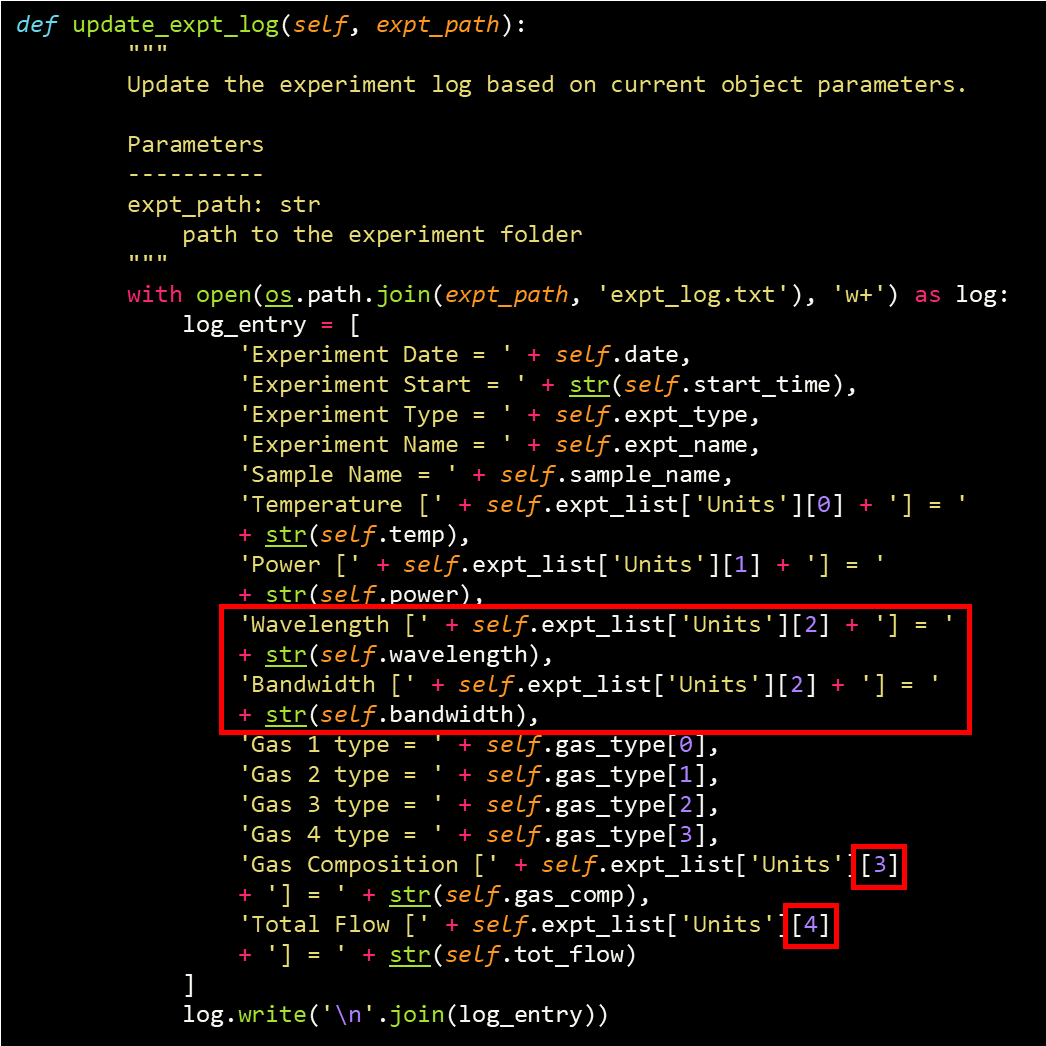 def update_expt_log(self, expt_path):
"""
Update the experiment log based on current object parameters.
Parameters
----------
expt_path: str
path to the experiment folder
"""
with open(os.path.join(expt_path, 'expt_log.txt'), 'w+') as log:
log_entry = [
'Experiment Date = ' + self.date,
'Experiment Start = ' + str(self.start_time),
'Experiment Type = ' + self.expt_type,
'Experiment Name = ' + self.expt_name,
'Sample Name = ' + self.sample_name,
'Temperature [' + self.expt_list['Units'][0] + '] = '
+ str(self.temp),
'Power [' + self.expt_list['Units'][1] + '] = '
+ str(self.power),
'Wavelength [' + self.expt_list['Units'][2] + '] = '
+ str(self.wavelength),
'Bandwidth [' + self.expt_list['Units'][2] + '] = '
+ str(self.bandwidth),
'Gas 1 type = ' + self.gas_type[0],
'Gas 2 type = ' + self.gas_type[1],
'Gas 3 type = ' + self.gas_type[2],
'Gas 4 type = ' + self.gas_type[3],
'Gas Composition [' + self.expt_list['Units'][3]
+ '] = ' + str(self.gas_comp),
'Total Flow [' + self.expt_list['Units'][4]
+ '] = ' + str(self.tot_flow)
]
log.write('\n'.join(log_entry))